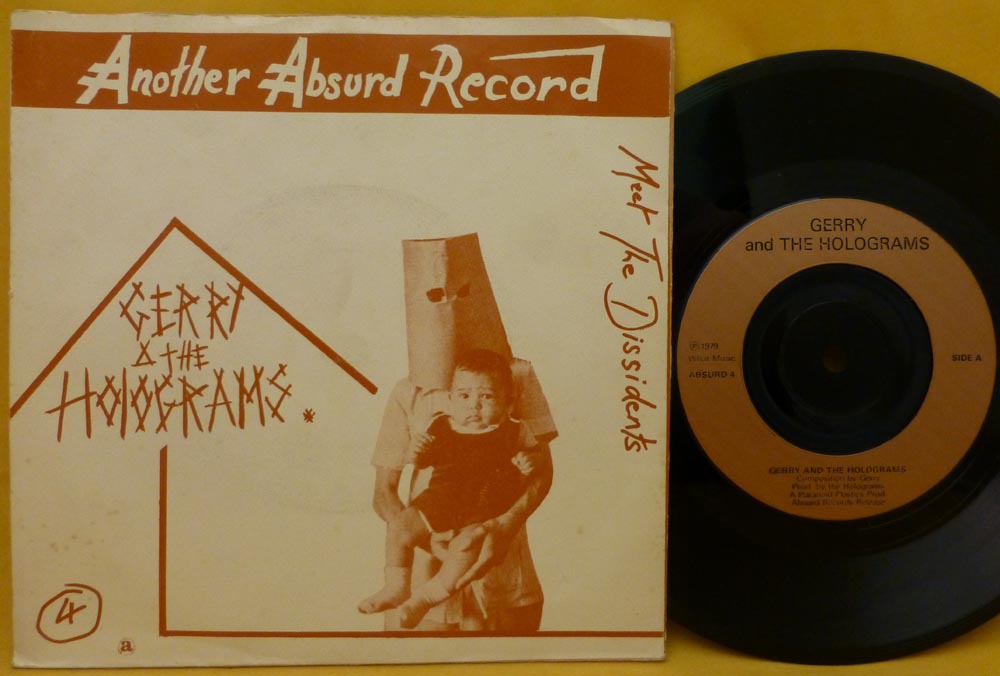 Another Absurd Record
Meet The Dissidents
GERRY
& THE
HOLOGRAMS.*
4
a
GERRY
and THE HOLOGRAMS
℗1979
Wilcit Music
ABSURD-4
SIDE A
GERRY AND THE HOLOGRAMS
Composition by Gerry
Prod. by the Holograms
A Paranoid Plastics Prod
Absurd Records Release